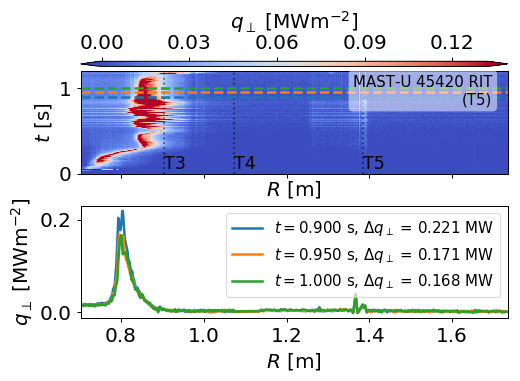 q⊥ [MWm⁻²]
0.00 0.03 0.06 0.09 0.12
MAST-U 45420 RIT
(T5)
1
t [s]
T3 T4 T5
0
R [m]
0.2
q⊥ [MWm⁻²]
t = 0.900 s, Δq⊥ = 0.221 MW
t = 0.950 s, Δq⊥ = 0.171 MW
t = 1.000 s, Δq⊥ = 0.168 MW
0.0
0.8 1.0 1.2 1.4 1.6
R [m]